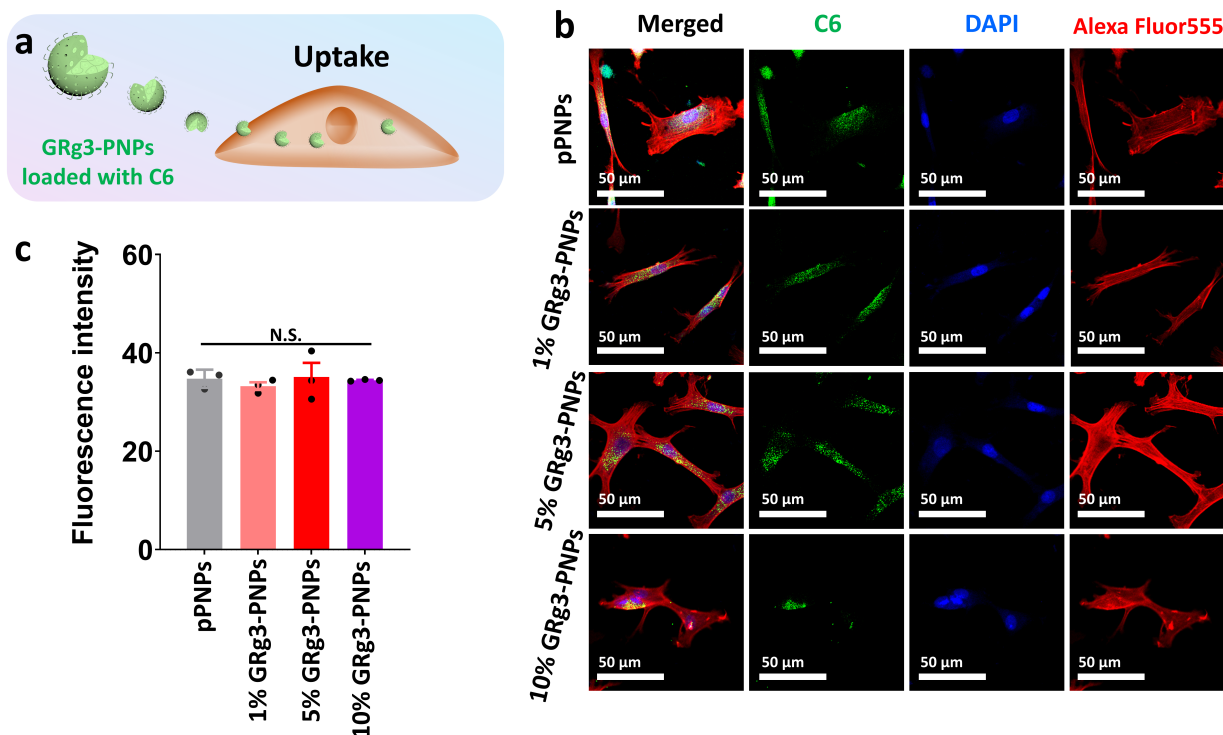 a
Uptake
GRg3-PNPs
loaded with C6
b
Merged
C6
DAPI
Alexa Fluor555
pPNPs
50 µm
50 µm
50 µm
50 µm
1% GRg3-PNPs
50 µm
50 µm
50 µm
50 µm
5% GRg3-PNPs
50 µm
50 µm
50 µm
50 µm
10% GRg3-PNPs
50 µm
50 µm
50 µm
50 µm
c
Fluorescence intensity
60
40
20
0
N.S.
pPNPs
1% GRg3-PNPs
5% GRg3-PNPs
10% GRg3-PNPs